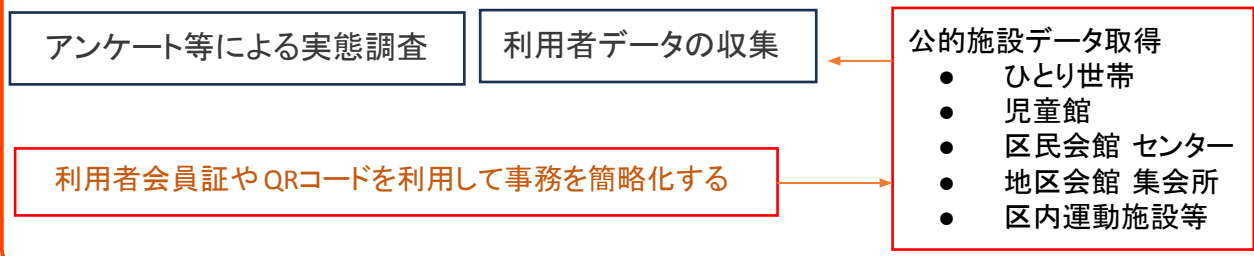 アンケート等による実態調査
利用者データの収集
公的施設データ取得
● ひとり世帯
● 児童館
● 区民会館 センター
● 地区会館 集会所
● 区内運動施設等
利用者会員証やQRコードを利用して事務を簡略化する